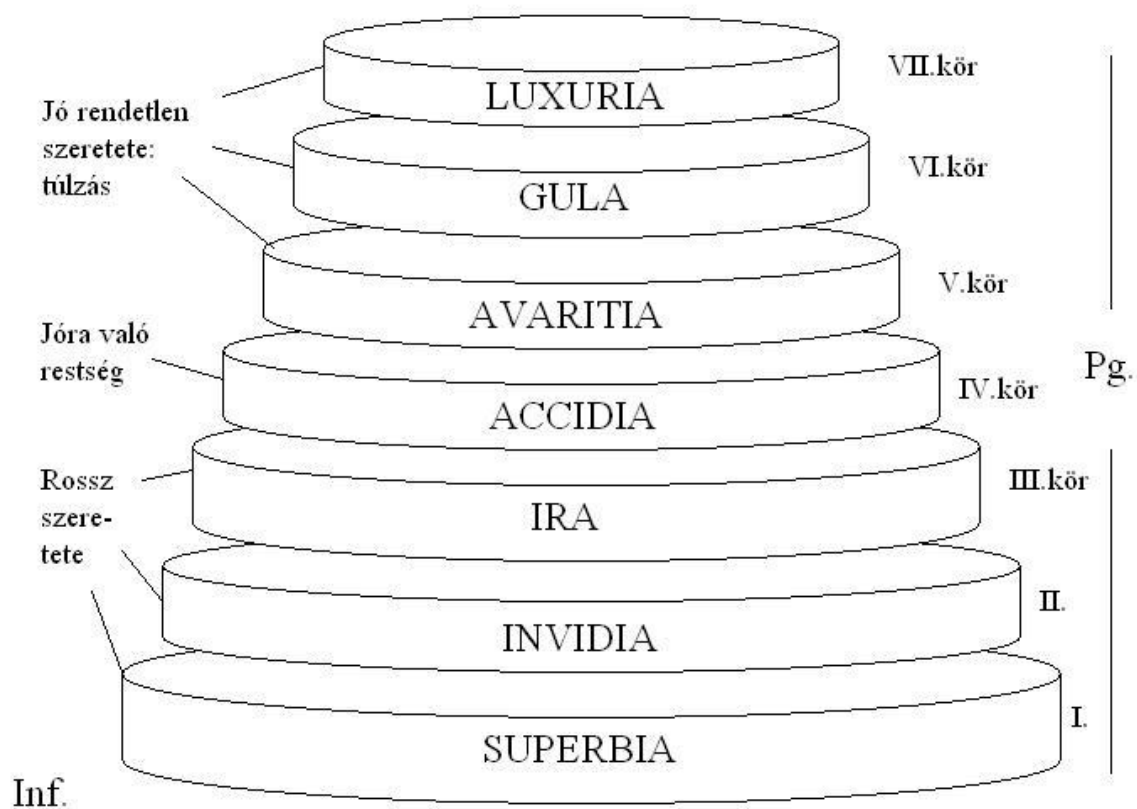 VII.kör
LUXURIA
Jó rendetlen
szeretete:
túlzás
VI.kör
GULA
V.kör
AVARITIA
Jóra való
restség
Pg.
IV.kör
ACCIDIA
Rossz
szere-
tete
III.kör
IRA
II.
INVIDIA
I.
SUPERBIA
Inf.